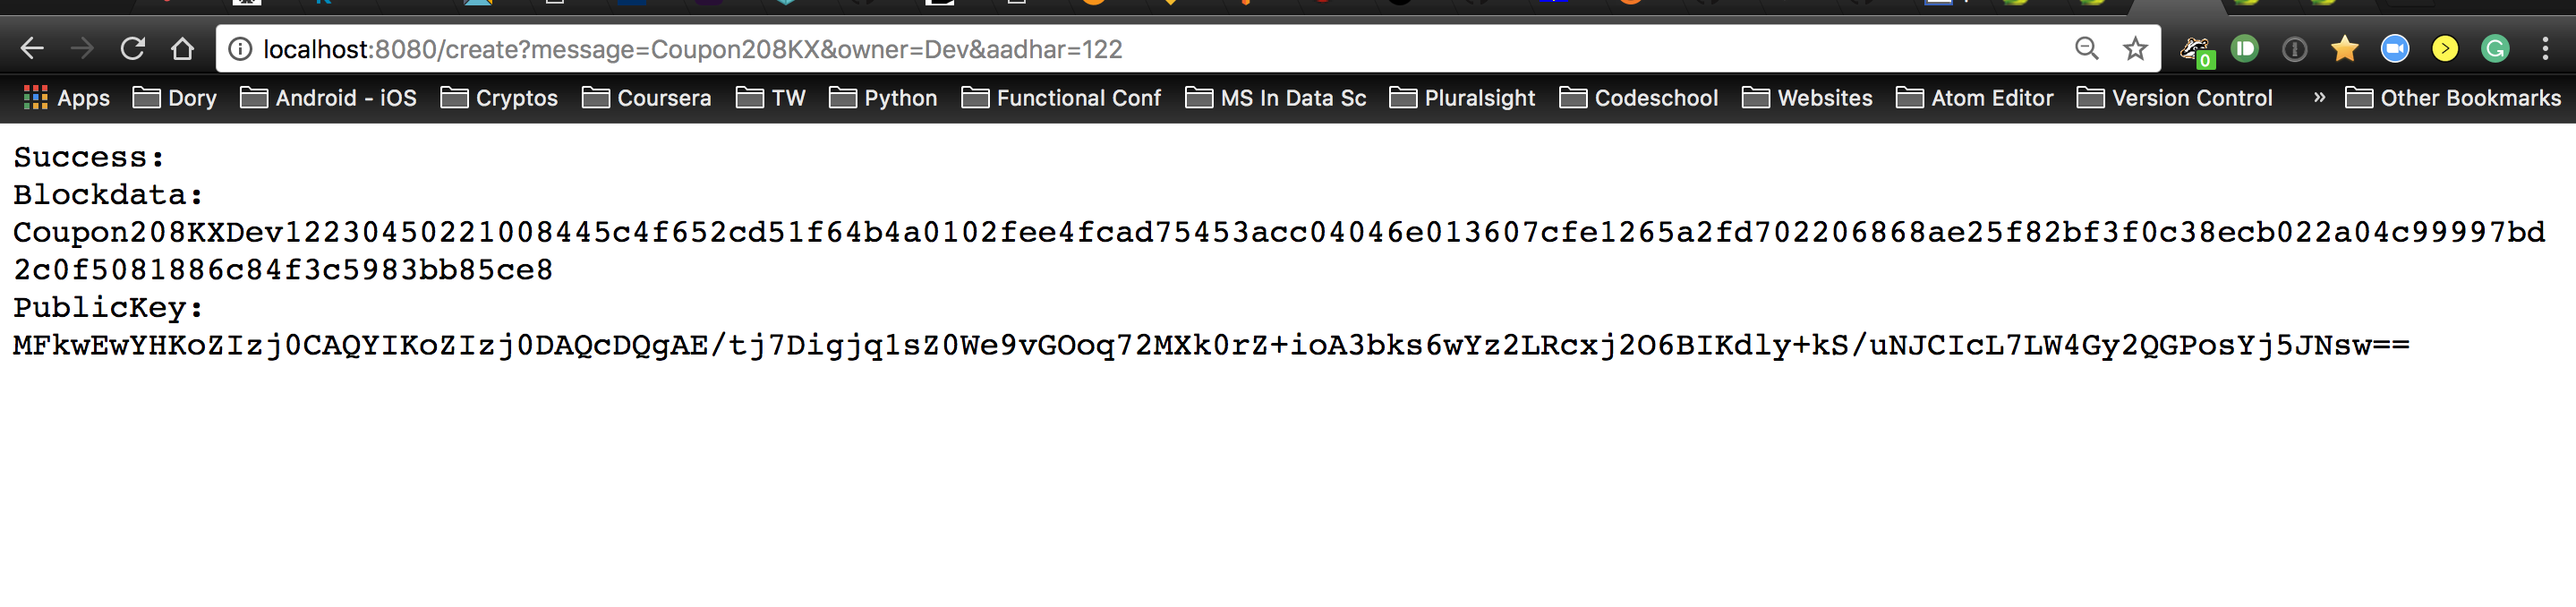 localhost:8080/create?message=Coupon208KX&owner=Dev&aadhar=122
0
Apps Dory Android - iOS Cryptos Coursera TW Python Functional Conf MS In Data Sc Pluralsight Codeschool Websites Atom Editor Version Control » Other Bookmarks
Success:
Blockdata:
Coupon208KXDev12230450221008445c4f652cd51f64b4a0102fee4fcad75453acc04046e013607cfe1265a2fd702206868ae25f82bf3f0c38ecb022a04c99997bd
2c0f5081886c84f3c5983bb85ce8
PublicKey:
MFkwEwYHKoZIzj0CAQYIKoZIzj0DAQcDQgAE/tj7Digjq1sZ0We9vGOoq72MXk0rZ+ioA3bks6wYz2LRcxj2O6BIKdly+kS/uNJCIcL7LW4Gy2QGPosYj5JNsw==